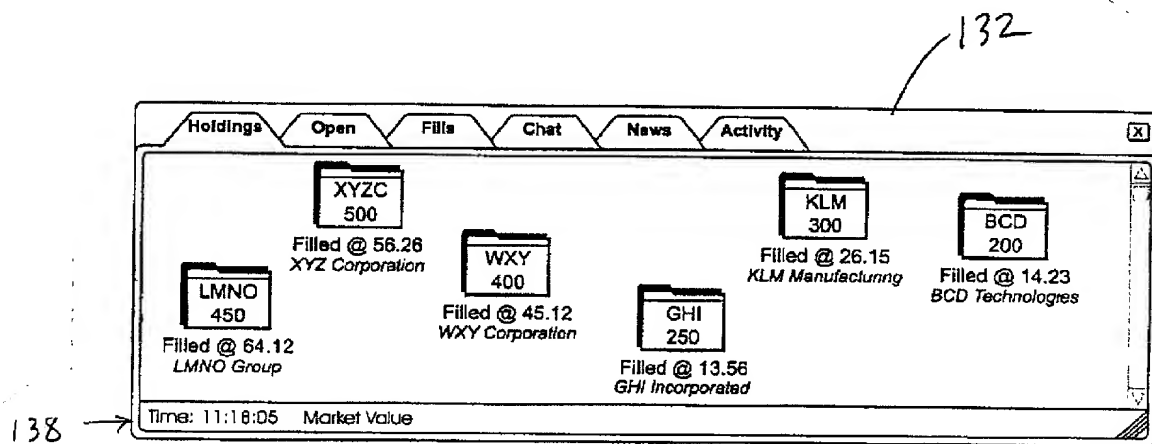 132
Holdings Open Fills Chat News Activity X
XYZC
500
Filled @ 56.26
XYZ Corporation
KLM
300
Filled @ 26.15
KLM Manufacturing
BCD
200
Filled @ 14.23
BCD Technologies
WXY
400
Filled @ 45.12
WXY Corporation
LMNO
450
Filled @ 64.12
LMNO Group
GHI
250
Filled @ 13.56
GHI Incorporated
138
Time: 11:18:05 Market Value